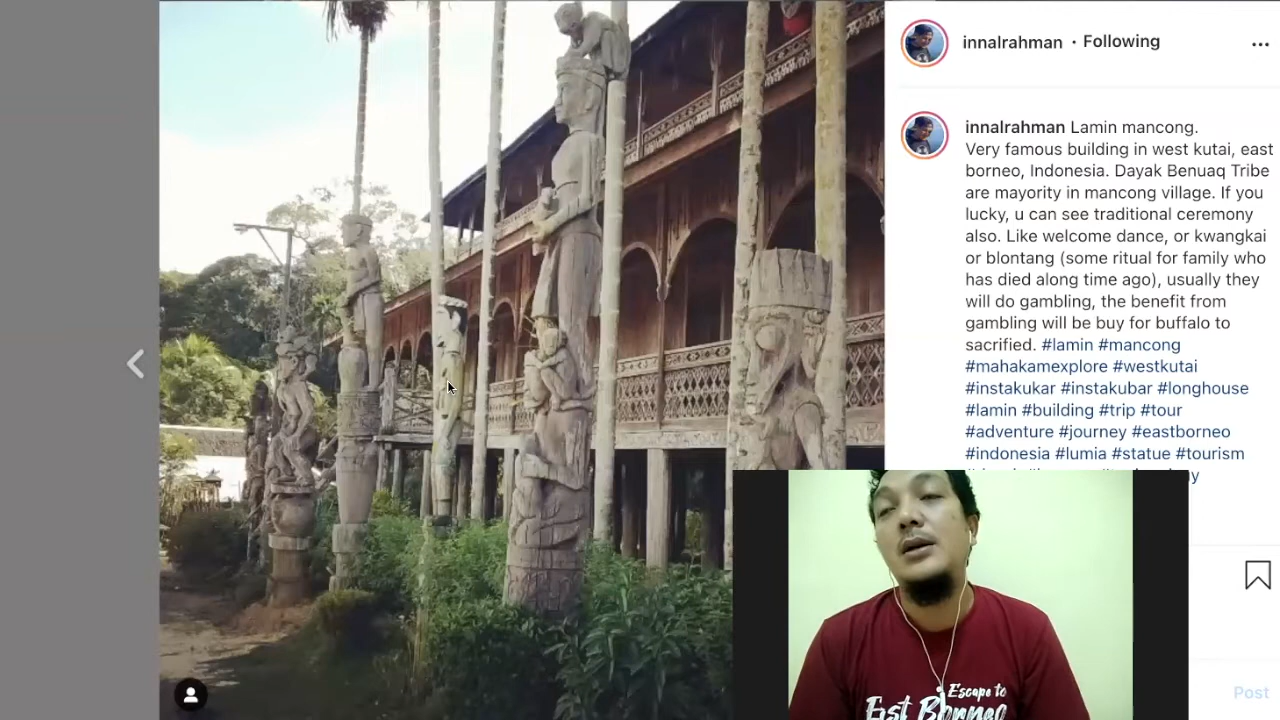 innalrahman • Following
innalrahman Lamin mancong.
Very famous building in west kutai, east
borneo, Indonesia. Dayak Benuaq Tribe
are mayority in mancong village. If you
lucky, u can see traditional ceremony
also. Like welcome dance, or kwangkai
or blontang (some ritual for family who
has died along time ago), usually they
will do gambling, the benefit from
gambling will be buy for buffalo to
sacrified. #lamin #mancong
#mahakamexplore #westkutai
#instakukar #instakubar #longhouse
#lamin #building #trip #tour
#adventure #journey #eastborneo
#indonesia #lumia #statue #tourism
Post
Escape to
East Borneo